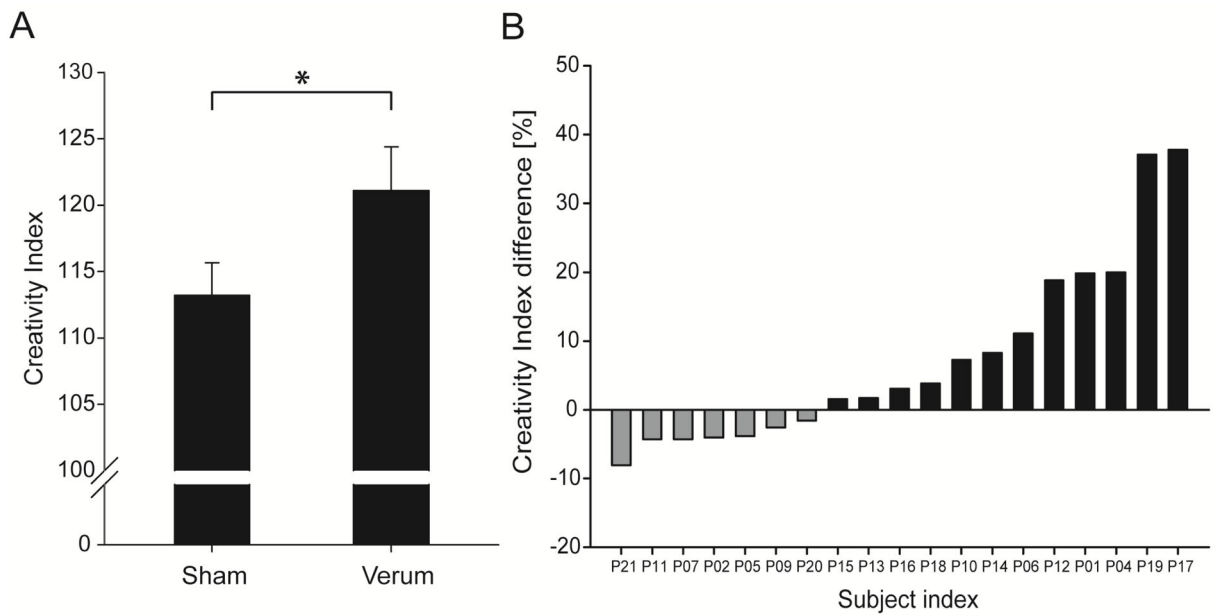 A
Creativity Index
130
125
120
115
110
105
100
0
*
Sham
Verum
B
Creativity Index difference [%]
50
40
30
20
10
0
-10
-20
P21 P11 P07 P02 P05 P09 P20 P15 P13 P16 P18 P10 P14 P06 P12 P01 P04 P19 P17
Subject index